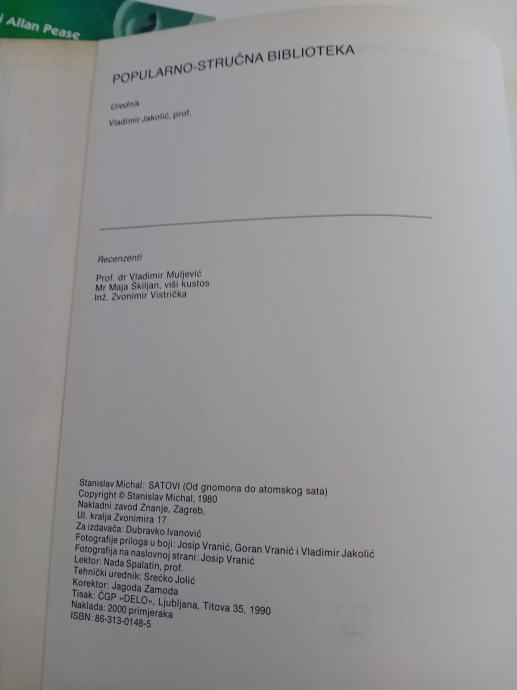 i Allan Pease
POPULARNO-STRUČNA BIBLIOTEKA
Urednik
Vladimir Jakolić, prof.
Recenzenti
Prof. dr Vladimir Muljević
Mr Maja Škiljan, viši kustos
Inž. Zvonimir Vistrička
Stanislav Michal: SATOVI (Od gnomona do atomskog sata)
Copyright © Stanislav Michal, 1980
Nakladni zavod Znanje, Zagreb,
Ul. kralja Zvonimira 17
Za izdavača: Dubravko Ivanović
Fotografije priloga u boji: Josip Vranić, Goran Vranić i Vladimir Jakolić
Fotografija na naslovnoj strani: Josip Vranić
Lektor: Nada Spalatin, prof.
Tehnički urednik: Srećko Jolić
Korektor: Jagoda Zamoda
Tisak: ČGP »DELO«, Ljubljana, Titova 35, 1990
Naklada: 2000 primjeraka
ISBN: 86-313-0148-5